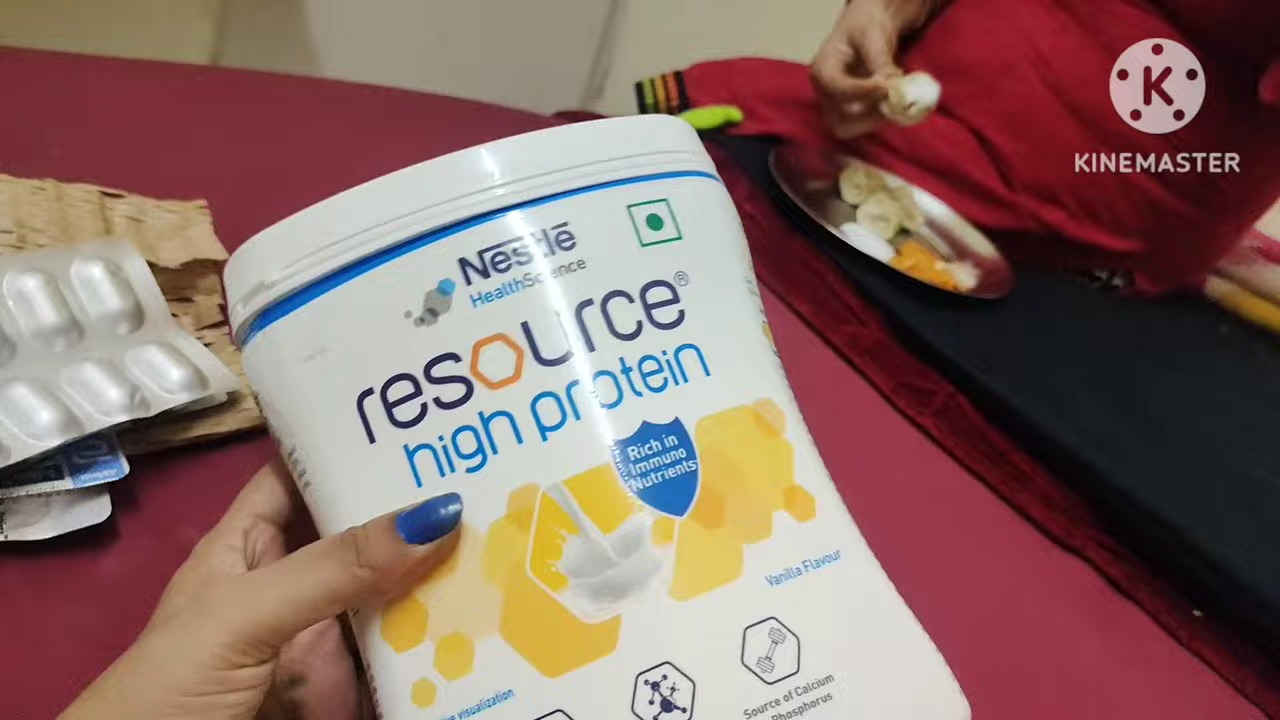 KINEMASTER
Nestlé
HealthScience
resource®
high protein
Rich in
Immuno
Nutrients
Vanilla Flavour
visualization
Source of Calcium
Phosphorus